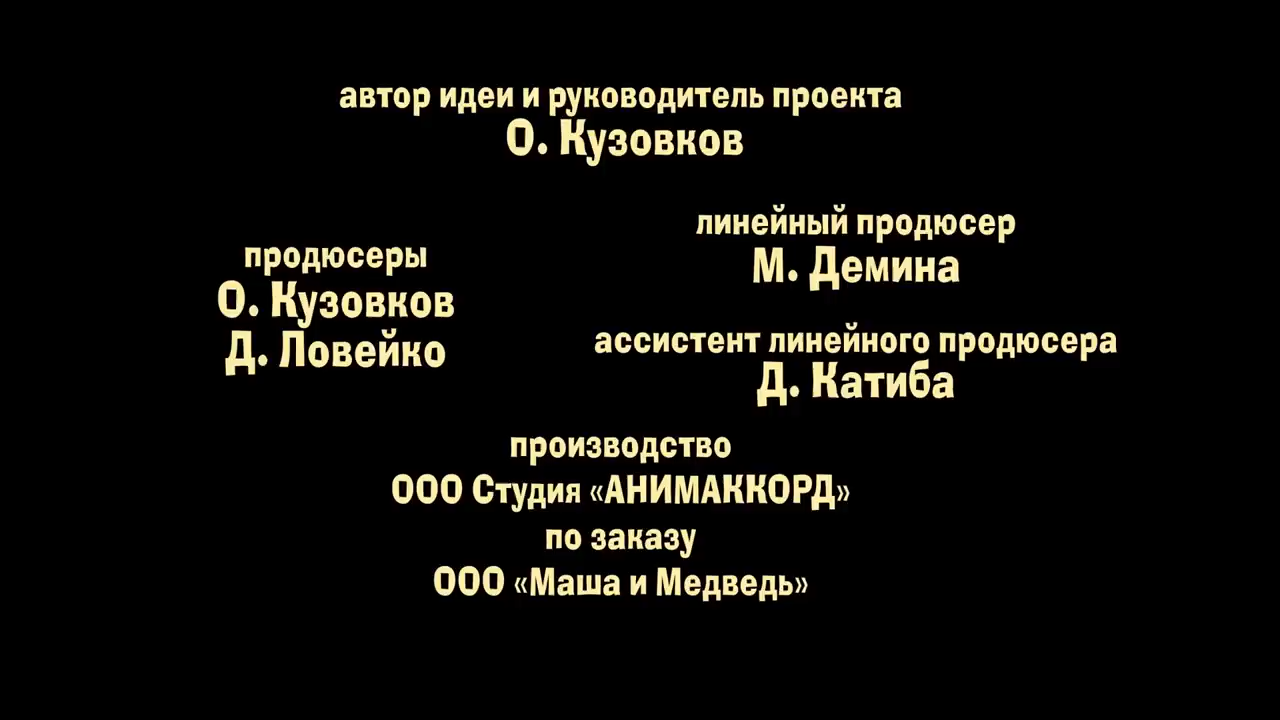 автор идеи и руководитель проекта
О. Кузовков
продюсеры
О. Кузовков
Д. Ловейко
линейный продюсер
М. Демина
ассистент линейного продюсера
Д. Катиба
производство
ООО Студия «АНИМАККОРД»
по заказу
ООО «Маша и Медведь»